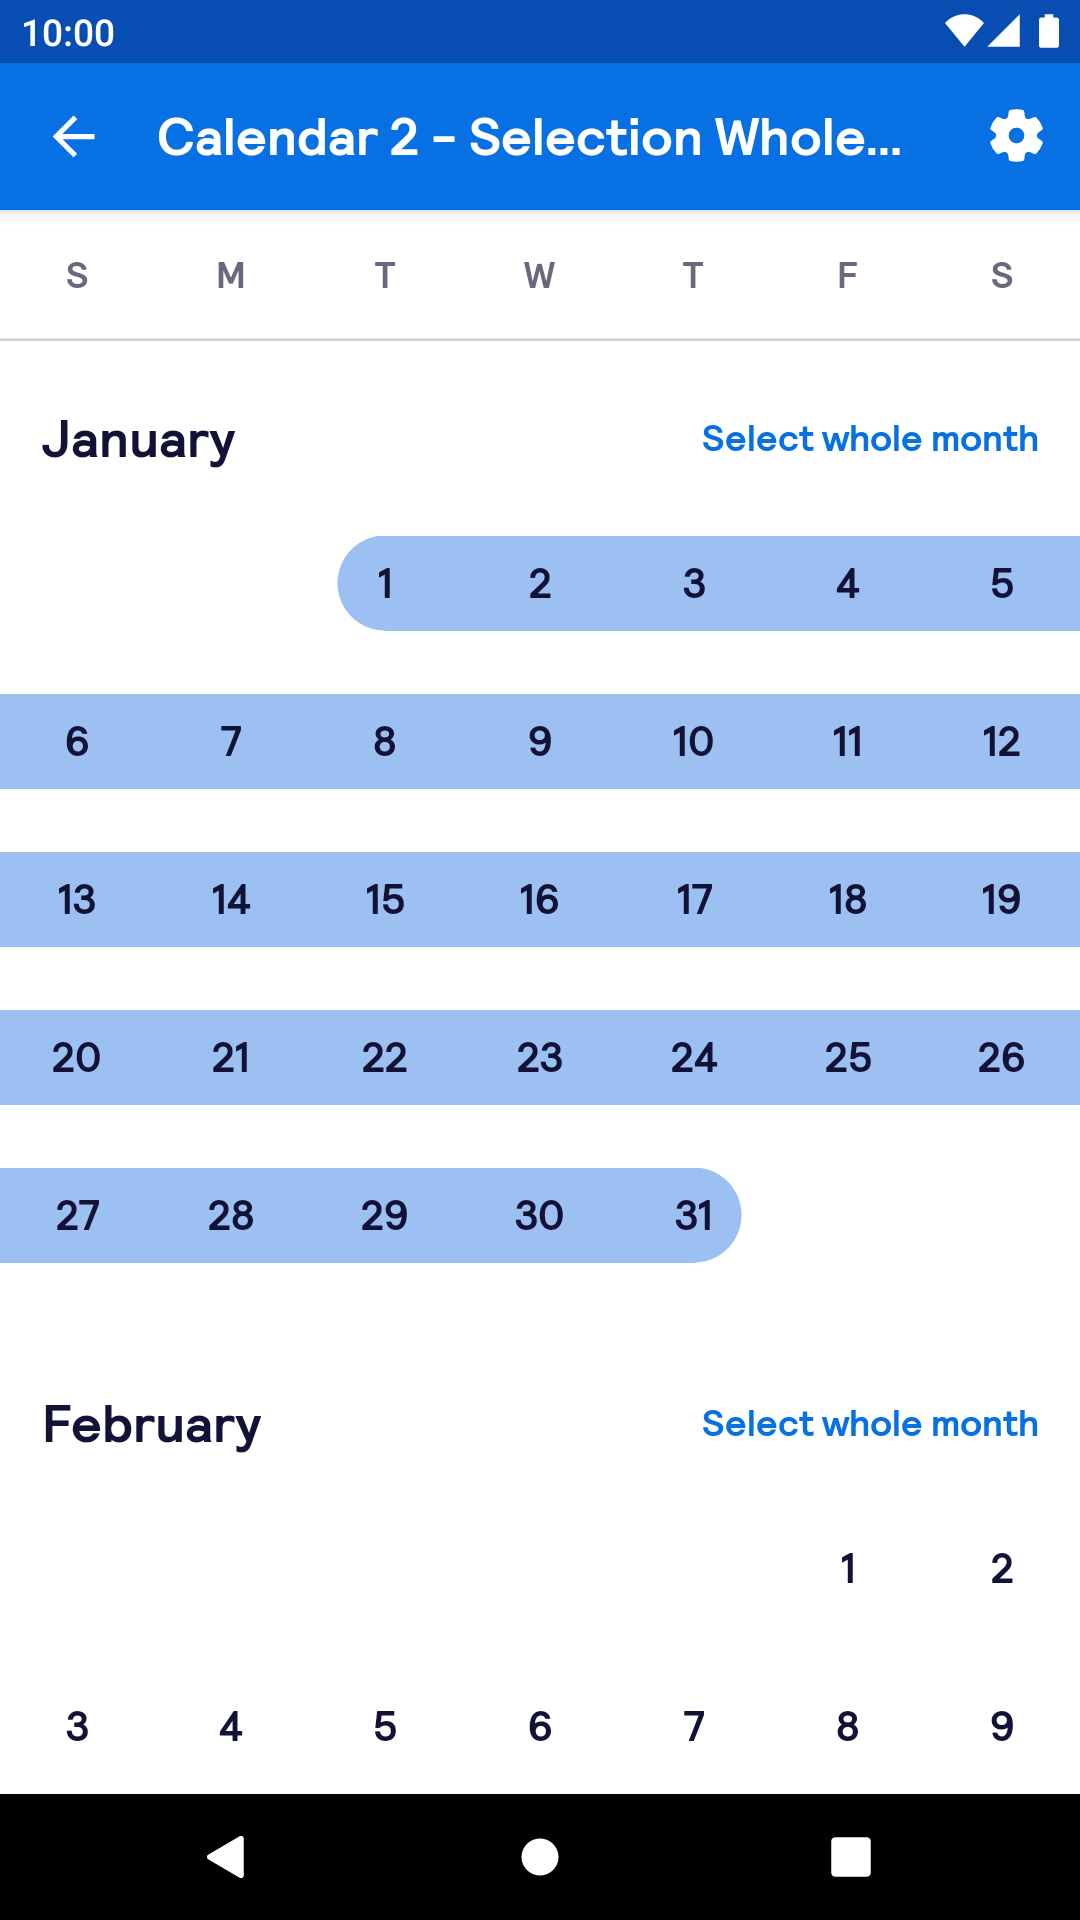 10:00
Calendar 2 - Selection Whole...
S M T W T F S
January Select whole month
1 2 3 4 5
6 7 8 9 10 11 12
13 14 15 16 17 18 19
20 21 22 23 24 25 26
27 28 29 30 31
February Select whole month
1 2
3 4 5 6 7 8 9